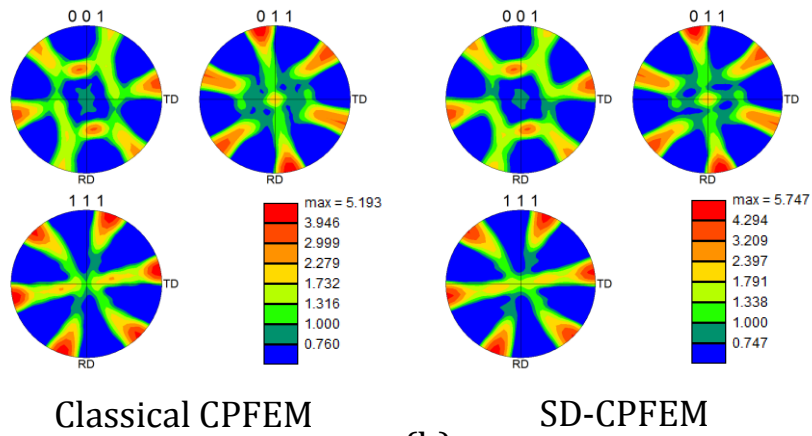 0 0 1
0 1 1
TD
TD
RD
RD
1 1 1
TD
RD
max = 5.193
3.946
2.999
2.279
1.732
1.316
1.000
0.760
Classical CPFEM
0 0 1
0 1 1
TD
TD
RD
RD
1 1 1
TD
RD
max = 5.747
4.294
3.209
2.397
1.791
1.338
1.000
0.747
SD-CPFEM